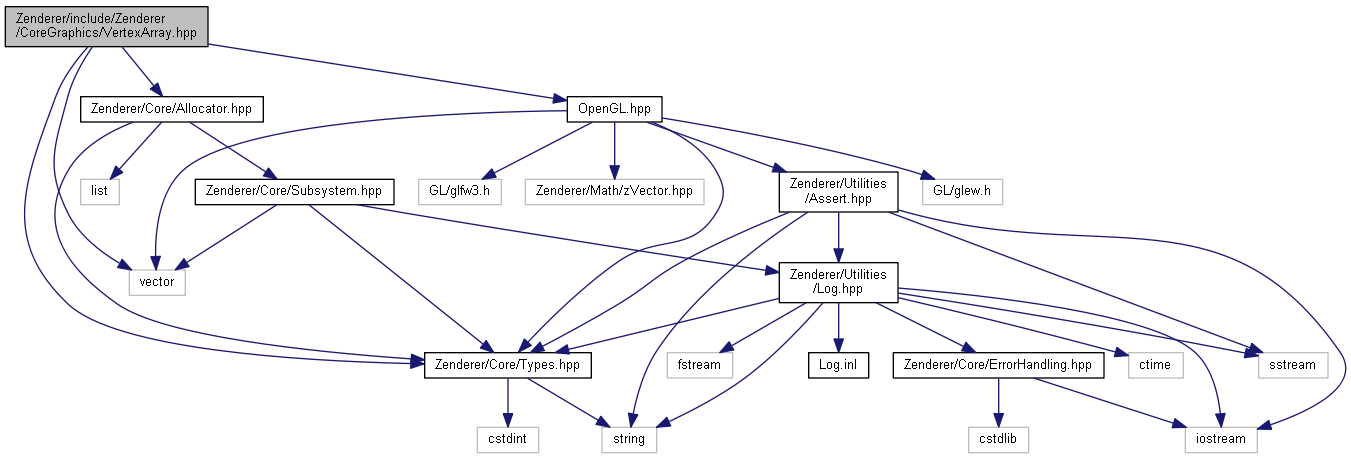 Zenderer/include/Zenderer
/CoreGraphics/VertexArray.hpp
Zenderer/Core/Allocator.hpp
OpenGL.hpp
list
Zenderer/Core/Subsystem.hpp
GL/glfw3.h
Zenderer/Math/zVector.hpp
Zenderer/Utilities
/Assert.hpp
GL/glew.h
vector
Zenderer/Utilities
/Log.hpp
Zenderer/Core/Types.hpp
fstream
Log.inl
Zenderer/Core/ErrorHandling.hpp
ctime
sstream
cstdint
string
cstdlib
iostream